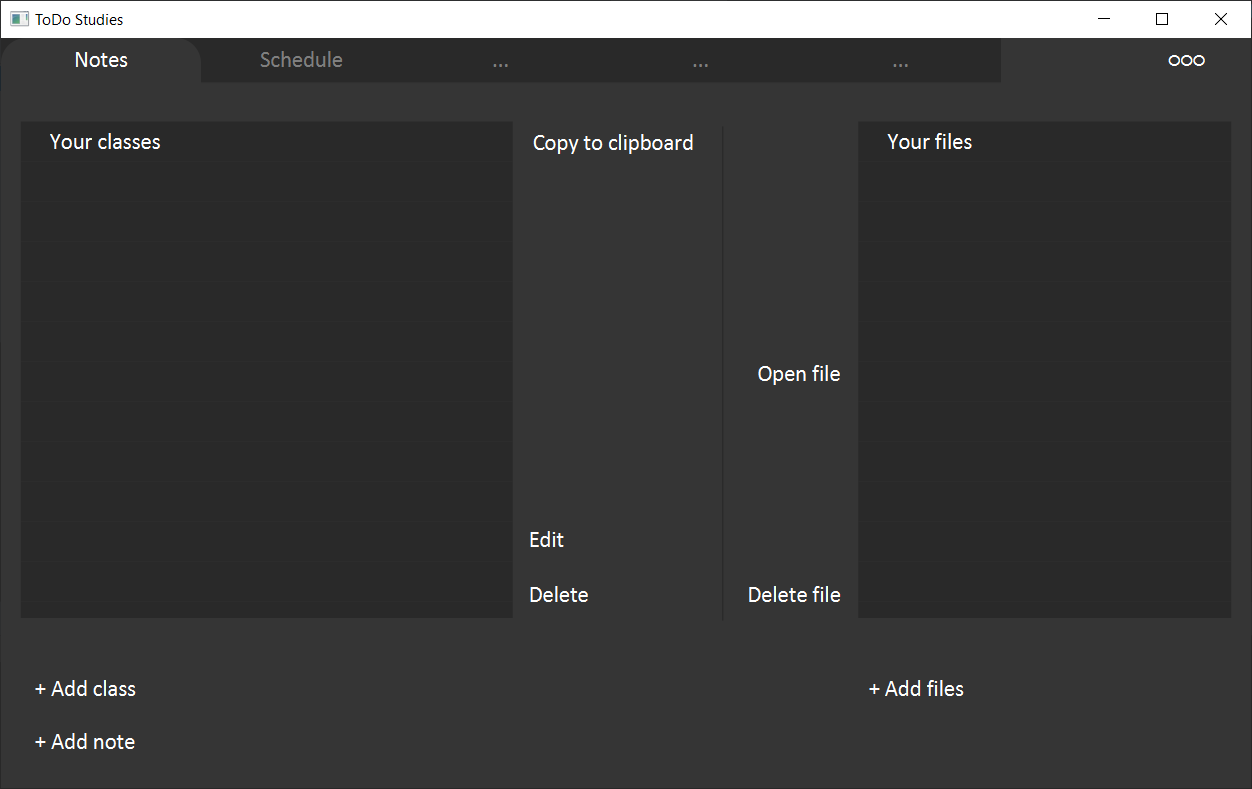 ToDo Studies
Notes
Schedule
...
...
...
Your classes
Copy to clipboard
Your files
Open file
Edit
Delete
Delete file
+ Add class
+ Add files
+ Add note